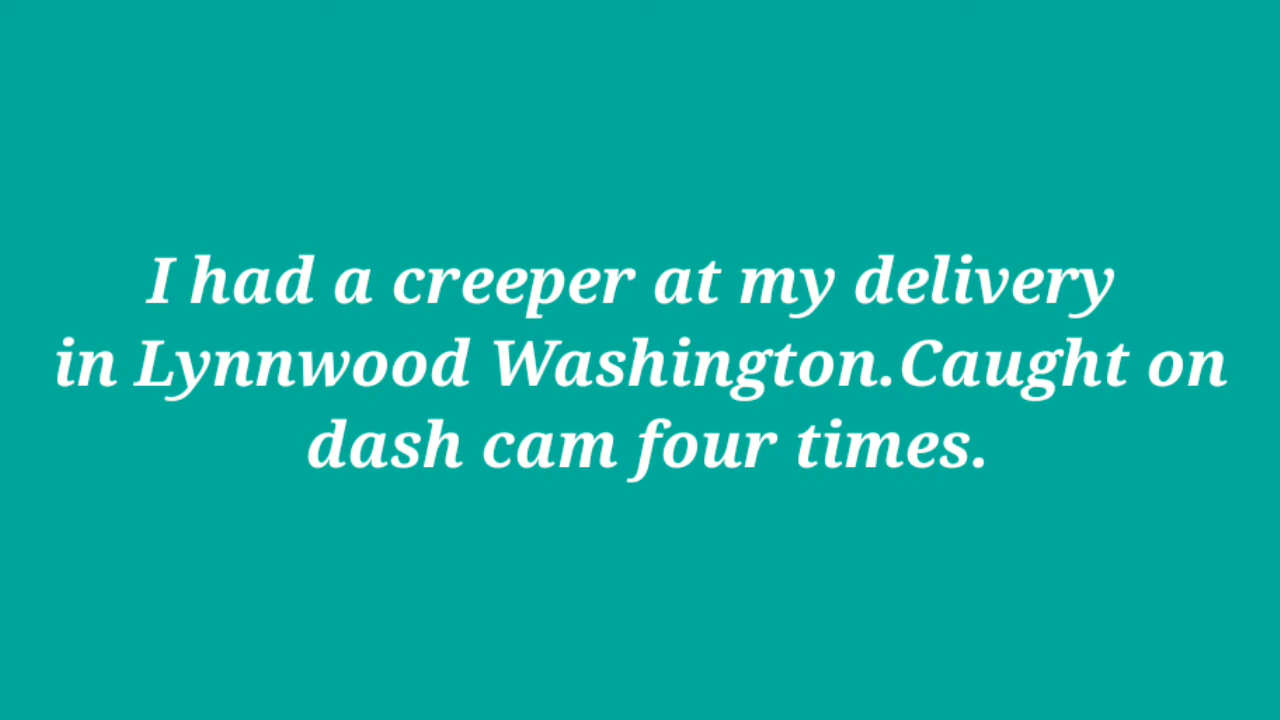 I had a creeper at my delivery
in Lynnwood Washington.Caught on
dash cam four times.